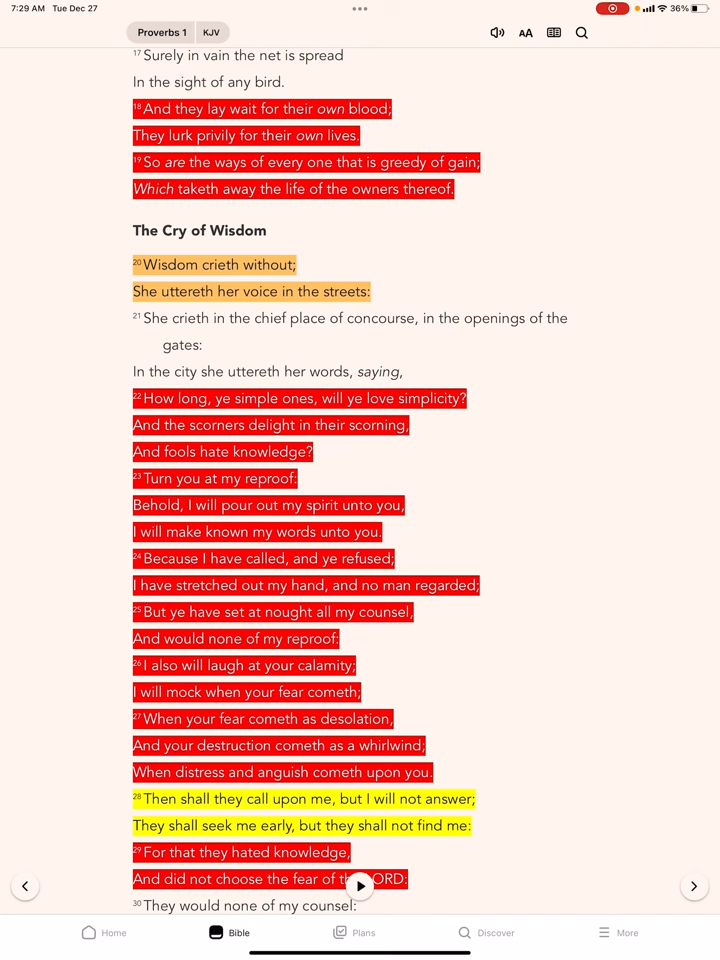 7:29 AM Tue Dec 27
36%
Proverbs 1 KJV
AA
17 Surely in vain the net is spread
In the sight of any bird.
18 And they lay wait for their own blood;
They lurk privily for their own lives.
19 So are the ways of every one that is greedy of gain;
Which taketh away the life of the owners thereof.
The Cry of Wisdom
20 Wisdom crieth without;
She uttereth her voice in the streets:
21 She crieth in the chief place of concourse, in the openings of the
gates:
In the city she uttereth her words, saying,
22 How long, ye simple ones, will ye love simplicity?
And the scorners delight in their scorning,
And fools hate knowledge?
23 Turn you at my reproof:
Behold, I will pour out my spirit unto you,
I will make known my words unto you.
24 Because I have called, and ye refused;
I have stretched out my hand, and no man regarded;
25 But ye have set at nought all my counsel,
And would none of my reproof:
26 I also will laugh at your calamity;
I will mock when your fear cometh;
27 When your fear cometh as desolation,
And your destruction cometh as a whirlwind;
When distress and anguish cometh upon you.
28 Then shall they call upon me, but I will not answer;
They shall seek me early, but they shall not find me:
29 For that they hated knowledge,
And did not choose the fear of th ORD:
30 They would none of my counsel:
Home Bible Plans Discover More